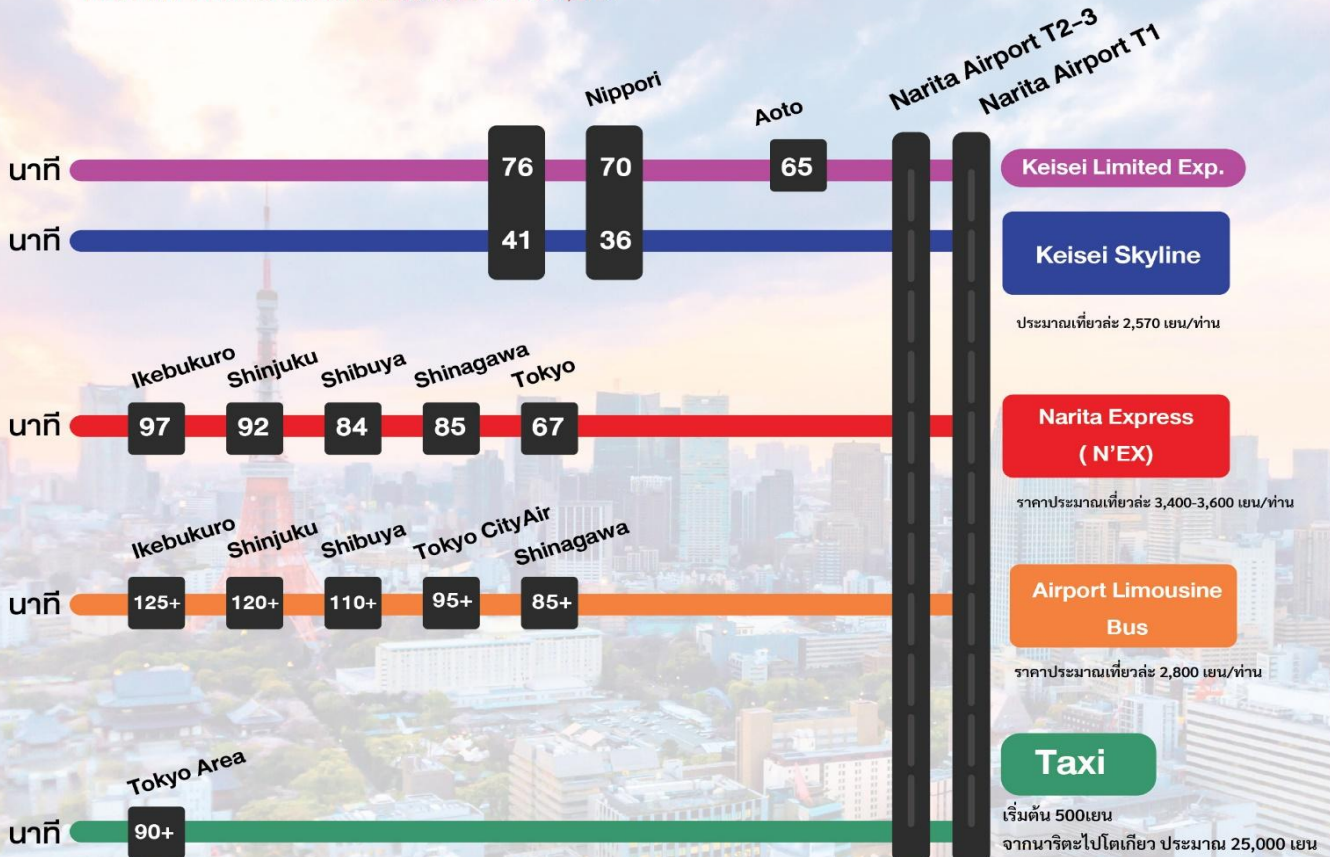 Narita Airport T2-3
Narita Airport T1
Nippori
Aoto
นาที
76
70
65
Keisei Limited Exp.
นาที
41
36
Keisei Skyline
ประมาณเที่ยวล่ะ 2,570 เยน/ท่าน
Ikebukuro
Shinjuku
Shibuya
Shinagawa
Tokyo
นาที
97
92
84
85
67
Narita Express
( N'EX)
ราคาประมาณเที่ยวล่ะ 3,400-3,600 เยน/ท่าน
Ikebukuro
Shinjuku
Shibuya
Tokyo CityAir
Shinagawa
นาที
125+
120+
110+
95+
85+
Airport Limousine
Bus
ราคาประมาณเที่ยวล่ะ 2,800 เยน/ท่าน
Tokyo Area
นาที
90+
Taxi
เริ่มต้น 500เยน
จากนาริตะไปโตเกียว ประมาณ 25,000 เยน